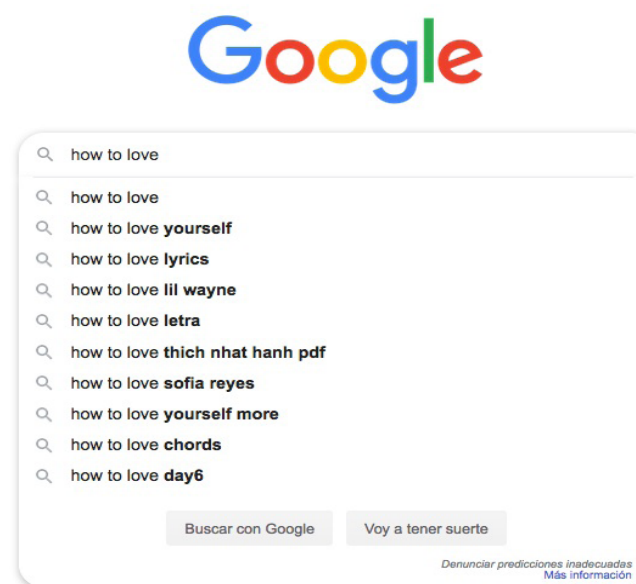 Google
how to love
how to love
how to love yourself
how to love lyrics
how to love lil wayne
how to love letra
how to love thich nhat hanh pdf
how to love sofia reyes
how to love yourself more
how to love chords
how to love day6
Buscar con Google Voy a tener suerte
Denunciar predicciones inadecuadas
Más información